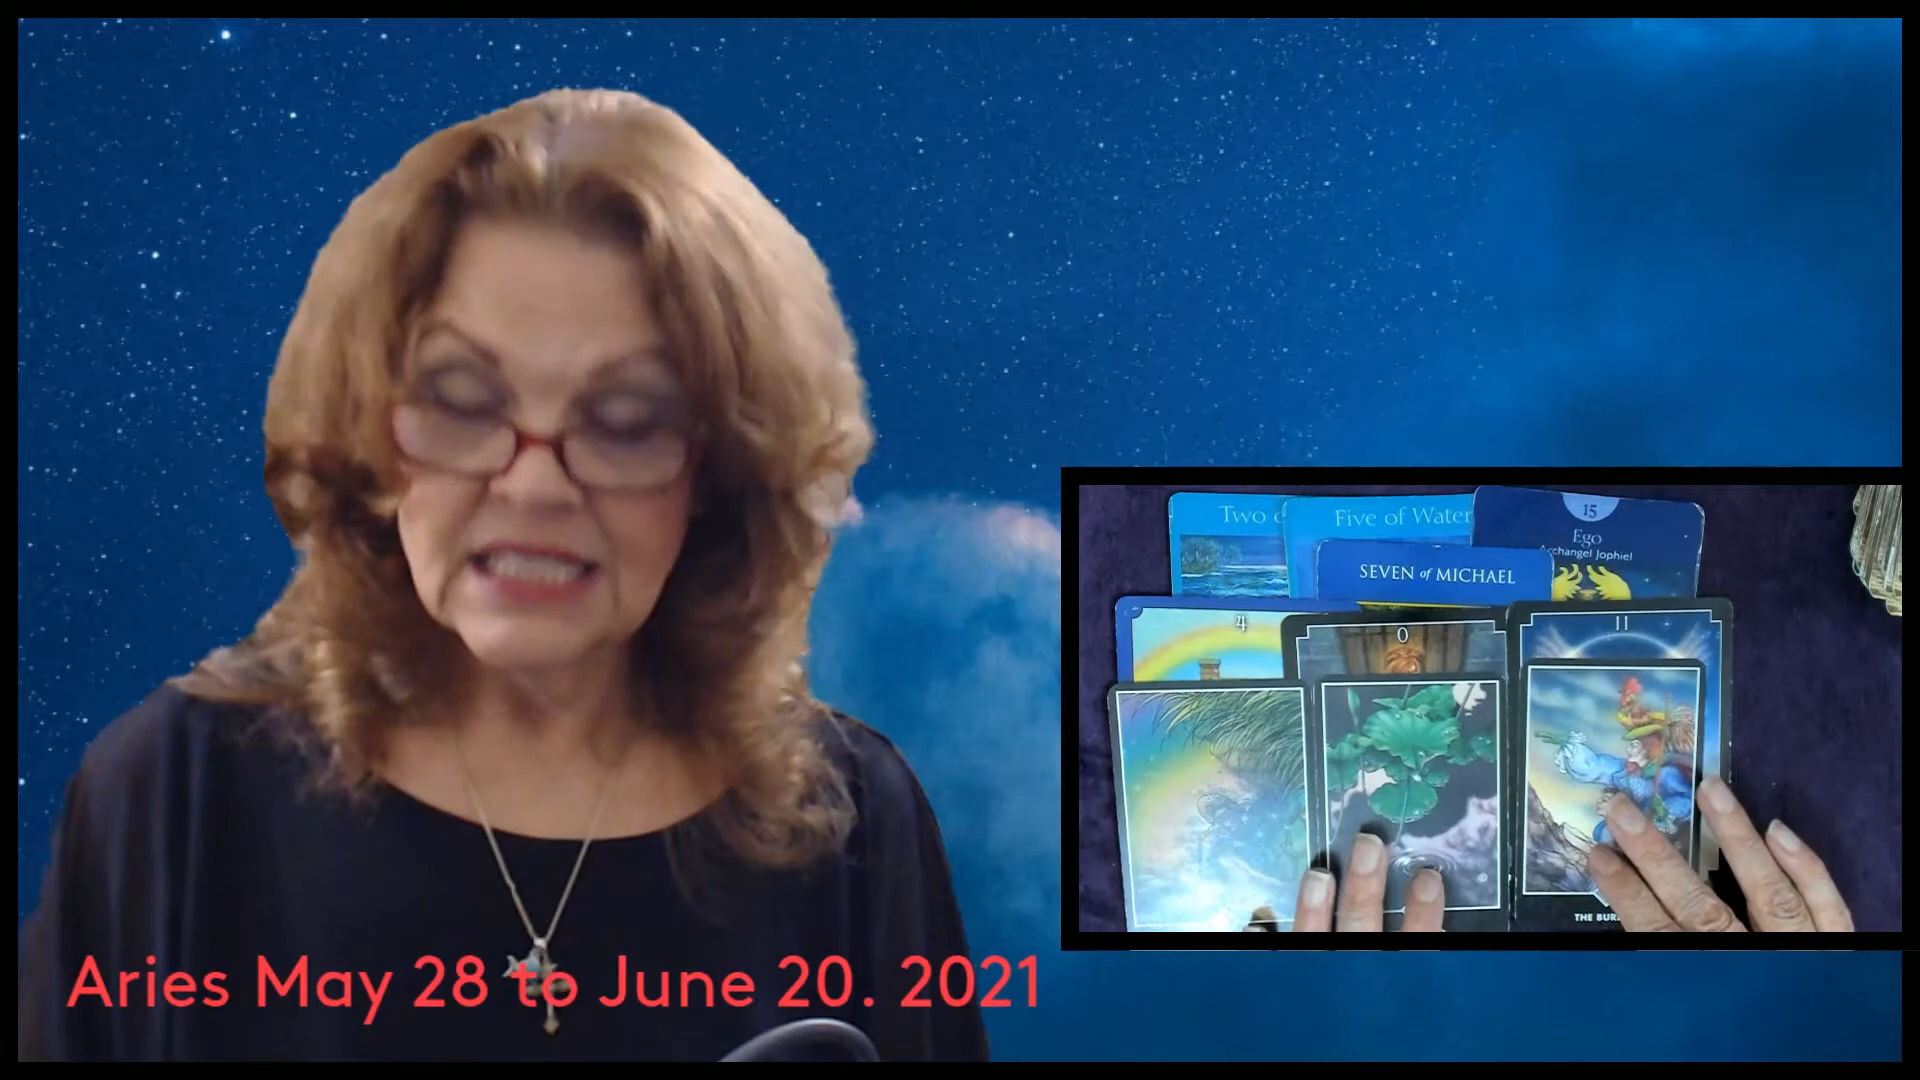 Two
Five of Water
15
Ego
Archangel Jophiel
SEVEN of MICHAEL
4
0
11
THE
Aries May 28 to June 20. 2021